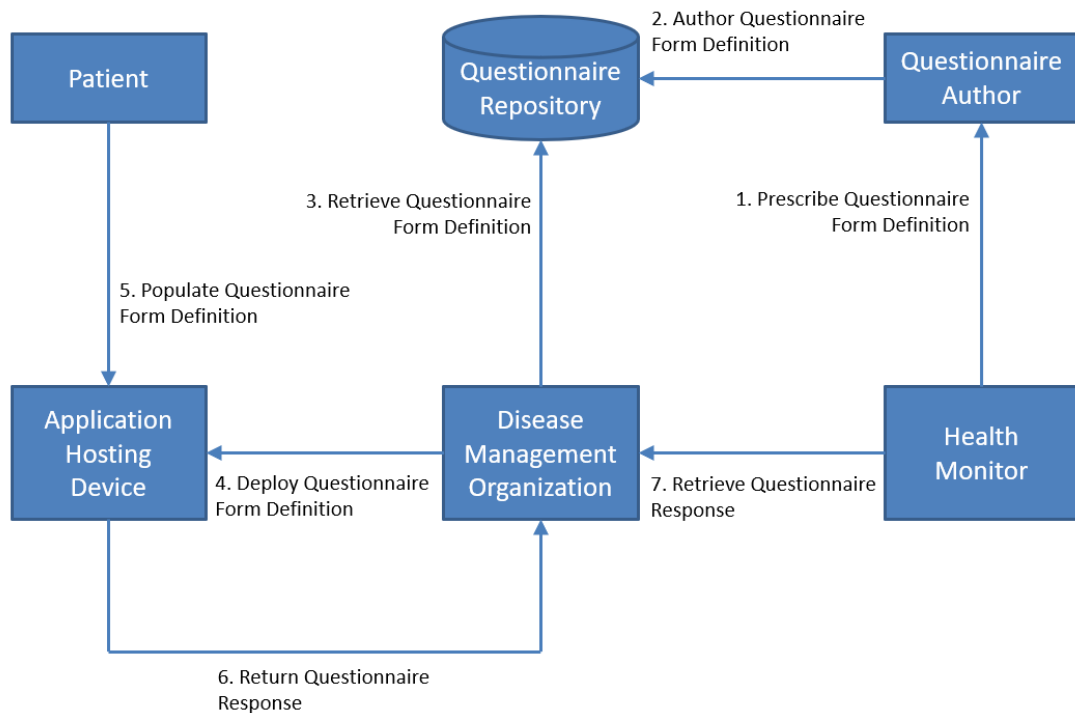 Patient
Questionnaire
Repository
2. Author Questionnaire
Form Definition
Questionnaire
Author
3. Retrieve Questionnaire
Form Definition
1. Prescribe Questionnaire
Form Definition
5. Populate Questionnaire
Form Definition
Application
Hosting
Device
4. Deploy Questionnaire
Form Definition
Disease
Management
Organization
7. Retrieve Questionnaire
Response
Health
Monitor
6. Return Questionnaire
Response